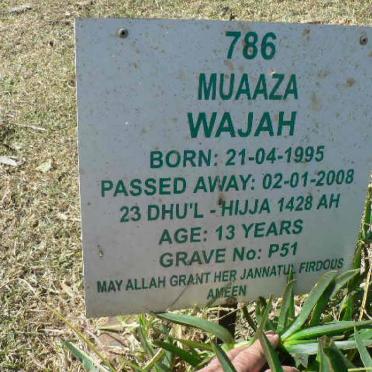 786
MUAAZA
WAJAH
BORN: 21-04-1995
PASSED AWAY: 02-01-2008
23 DHU'L - HIJJA 1428 AH
AGE: 13 YEARS
GRAVE No: P51
MAY ALLAH GRANT HER JANNATUL FIRDOUS
AMEEN